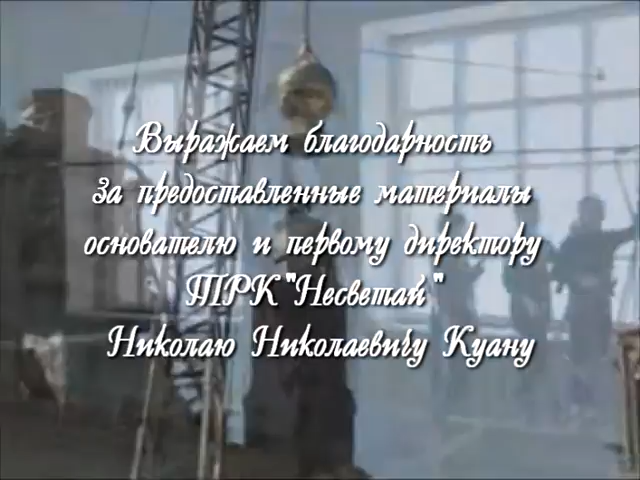 Выражаем благодарность
за предоставленные материалы
основателю и первому директору
ТРК "Несветай"
Николаю Николаевичу Куану